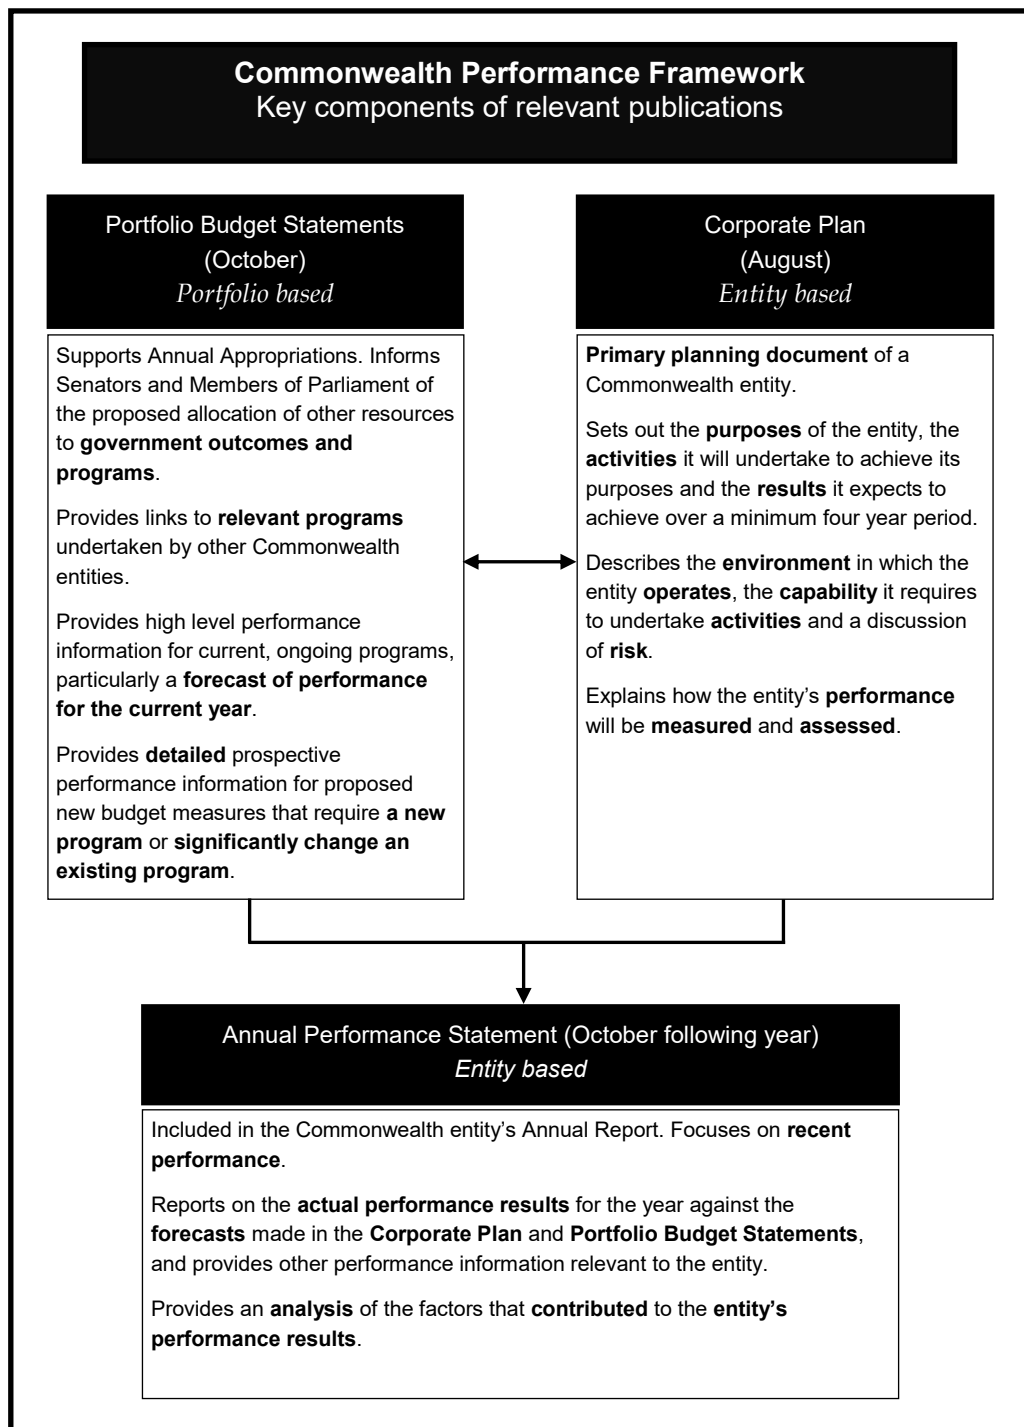 Commonwealth Performance Framework
Key components of relevant publications
Portfolio Budget Statements
(October)
Portfolio based
Supports Annual Appropriations. Informs
Senators and Members of Parliament of
the proposed allocation of other resources
to government outcomes and
programs.
Provides links to relevant programs
undertaken by other Commonwealth
entities.
Provides high level performance
information for current, ongoing programs,
particularly a forecast of performance
for the current year.
Provides detailed prospective
performance information for proposed
new budget measures that require a new
program or significantly change an
existing program.
Corporate Plan
(August)
Entity based
Primary planning document of a
Commonwealth entity.
Sets out the purposes of the entity, the
activities it will undertake to achieve its
purposes and the results it expects to
achieve over a minimum four year period.
Describes the environment in which the
entity operates, the capability it requires
to undertake activities and a discussion
of risk.
Explains how the entity’s performance
will be measured and assessed.
Annual Performance Statement (October following year)
Entity based
Included in the Commonwealth entity’s Annual Report. Focuses on recent
performance.
Reports on the actual performance results for the year against the
forecasts made in the Corporate Plan and Portfolio Budget Statements,
and provides other performance information relevant to the entity.
Provides an analysis of the factors that contributed to the entity’s
performance results.